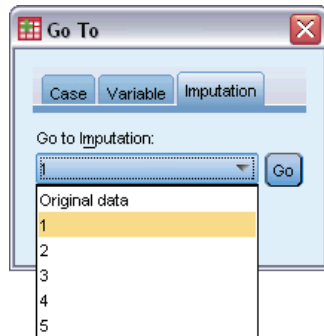 Go To
Case Variable Imputation
Go to Imputation:
1 Go
Original data
1
2
3
4
5